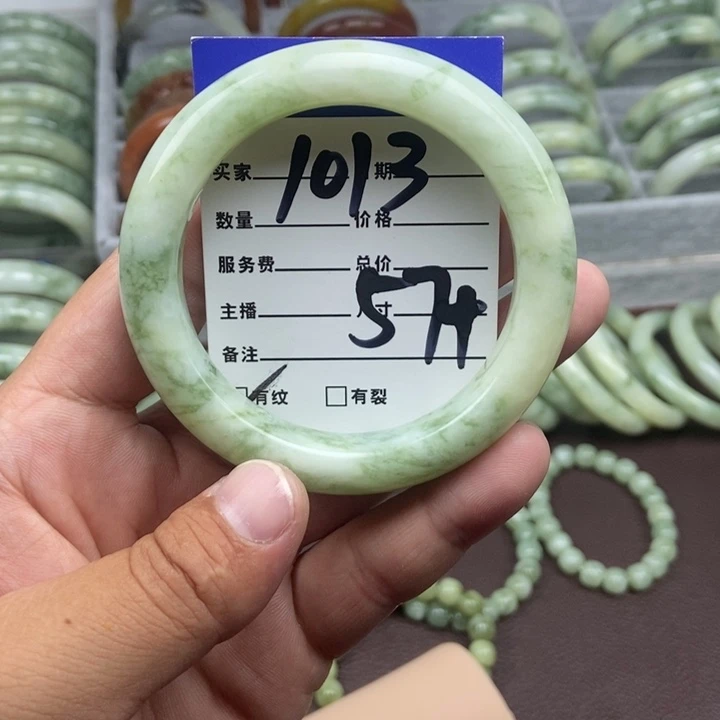 买家 1013 期
数量 价格
服务费 总价
主播 尺寸 57+
备注
有纹 有裂